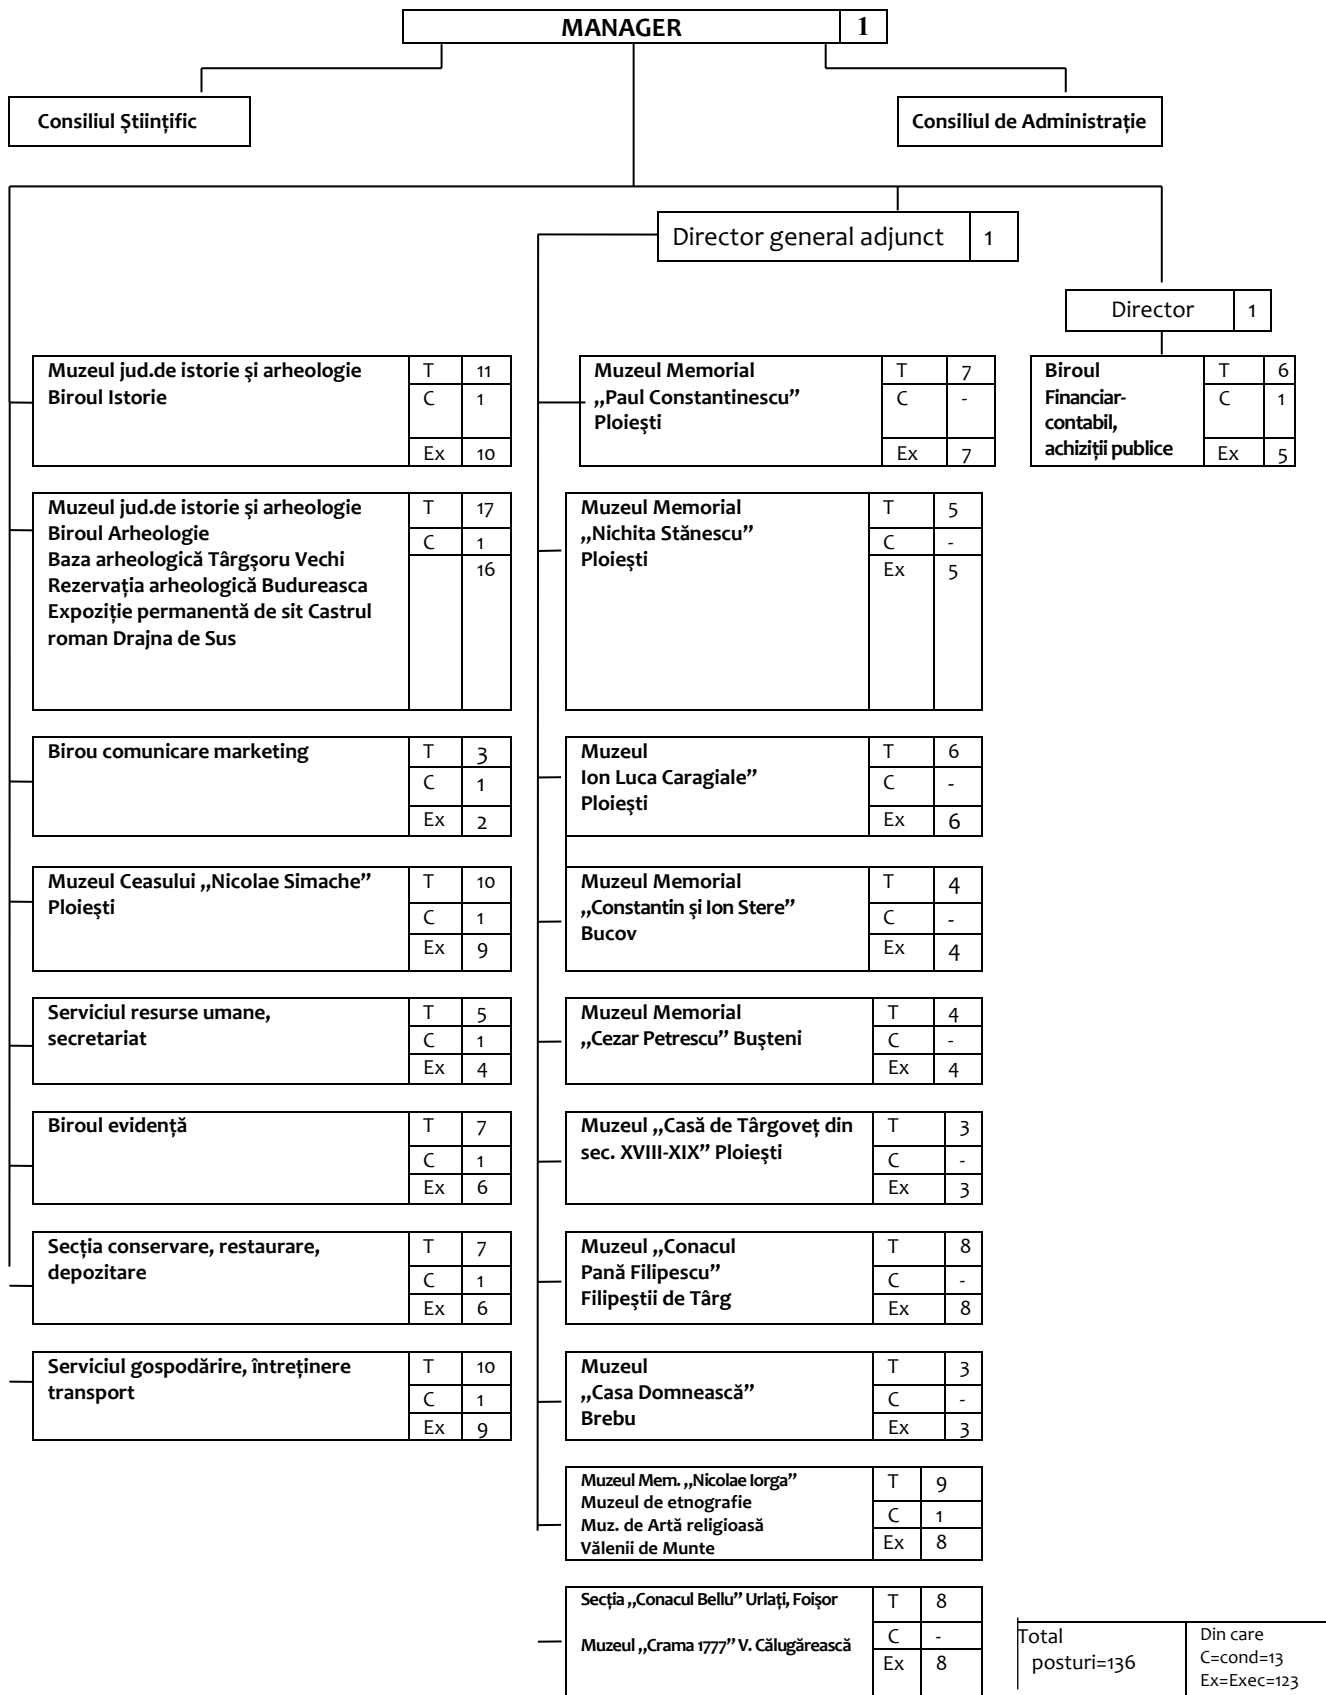 MANAGER 1
Consiliul Ştiinţific
Consiliul de Administraţie
Director general adjunct 1
Director 1
Muzeul jud.de istorie şi arheologie
Biroul Istorie
T 11
C 1
Ex 10
Muzeul Memorial
„Paul Constantinescu”
Ploieşti
T 7
C -
Ex 7
Biroul
Financiar-
contabil,
achiziţii publice
T 6
C 1
Ex 5
Muzeul jud.de istorie şi arheologie
Biroul Arheologie
Baza arheologică Târgşoru Vechi
Rezervaţia arheologică Budureasca
Expoziţie permanentă de sit Castrul
roman Drajna de Sus
T 17
C 1
16
Muzeul Memorial
„Nichita Stănescu”
Ploieşti
T 5
C -
Ex 5
Birou comunicare marketing
T 3
C 1
Ex 2
Muzeul
Ion Luca Caragiale”
Ploieşti
T 6
C -
Ex 6
Muzeul Ceasului „Nicolae Simache”
Ploieşti
T 10
C 1
Ex 9
Muzeul Memorial
„Constantin şi Ion Stere”
Bucov
T 4
C -
Ex 4
Serviciul resurse umane,
secretariat
T 5
C 1
Ex 4
Muzeul Memorial
„Cezar Petrescu” Buşteni
T 4
C -
Ex 4
Biroul evidenţă
T 7
C 1
Ex 6
Muzeul „Casă de Târgoveţ din
sec. XVIII-XIX” Ploieşti
T 3
C -
Ex 3
Secţia conservare, restaurare,
depozitare
T 7
C 1
Ex 6
Muzeul „Conacul
Pană Filipescu”
Filipeştii de Târg
T 8
C -
Ex 8
Serviciul gospodărire, întreţinere
transport
T 10
C 1
Ex 9
Muzeul
„Casa Domnească”
Brebu
T 3
C -
Ex 3
Muzeul Mem. „Nicolae Iorga”
Muzeul de etnografie
Muz. de Artă religioasă
Vălenii de Munte
T 9
C 1
Ex 8
Secţia „Conacul Bellu” Urlaţi, Foişor
Muzeul „Crama 1777” V. Călugărească
T 8
C -
Ex 8
Total
posturi=136
Din care
C=cond=13
Ex=Exec=123